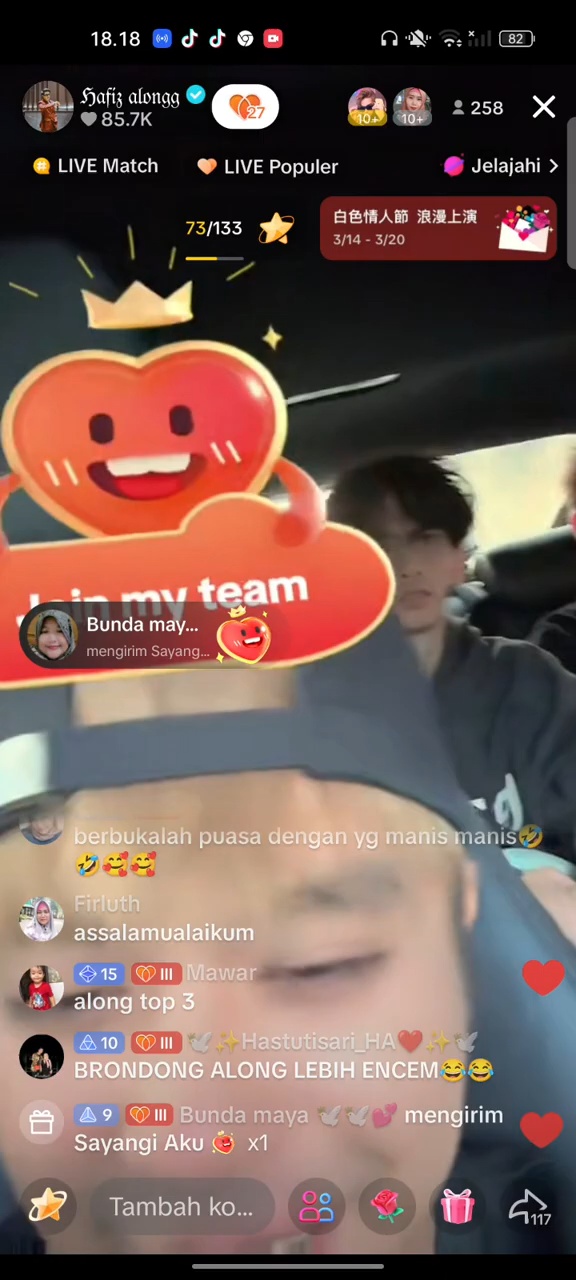 18.18
82
Hafiz alongg
85.7K
27
10+
10+
258
LIVE Match
LIVE Populer
Jelajahi
73/133
白色情人節 浪漫上演
3/14 - 3/20
Join my team
Bunda may...
mengirim Sayang...
berbukalah puasa dengan yg manis manis🤣
🤣🥰🥰
Firluth
assalamualaikum
15 III Mawar
along top 3
10 III 🕊✨Hastutisari_HA❤️✨🕊
BRONDONG ALONG LEBIH ENCEM😂😂
9 III Bunda maya 🕊🕊💕 mengirim
Sayangi Aku x1
Tambah ko...
117